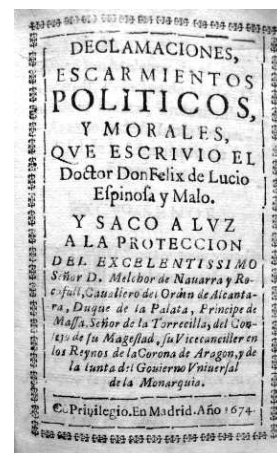 DECLAMACIONES,
ESCARMIENTOS
POLITICOS,
Y MORALES,
QVE ESCRIVIO EL
Doctor Don Felix de Lucio
Espinosa y Malo.
Y SACO A LVZ
A LA PROTECCION
DEL EXCELENTISSIMO
Señor D. Melchor de Nauarra y Ro-
cafull, Caualiero del Orden de Alcanta-
ra, Duque de la Palata, Principe de
Massa, Señor de la Torrecilla, del Con-
sejo de su Magestad, su Vicecanciller en
los Reynos de la Corona de Aragon, y de
la Iunta del Gouierno Vniuersal
de la Monarquia.
Cō Priuilegio. En Madrid. Año 1674